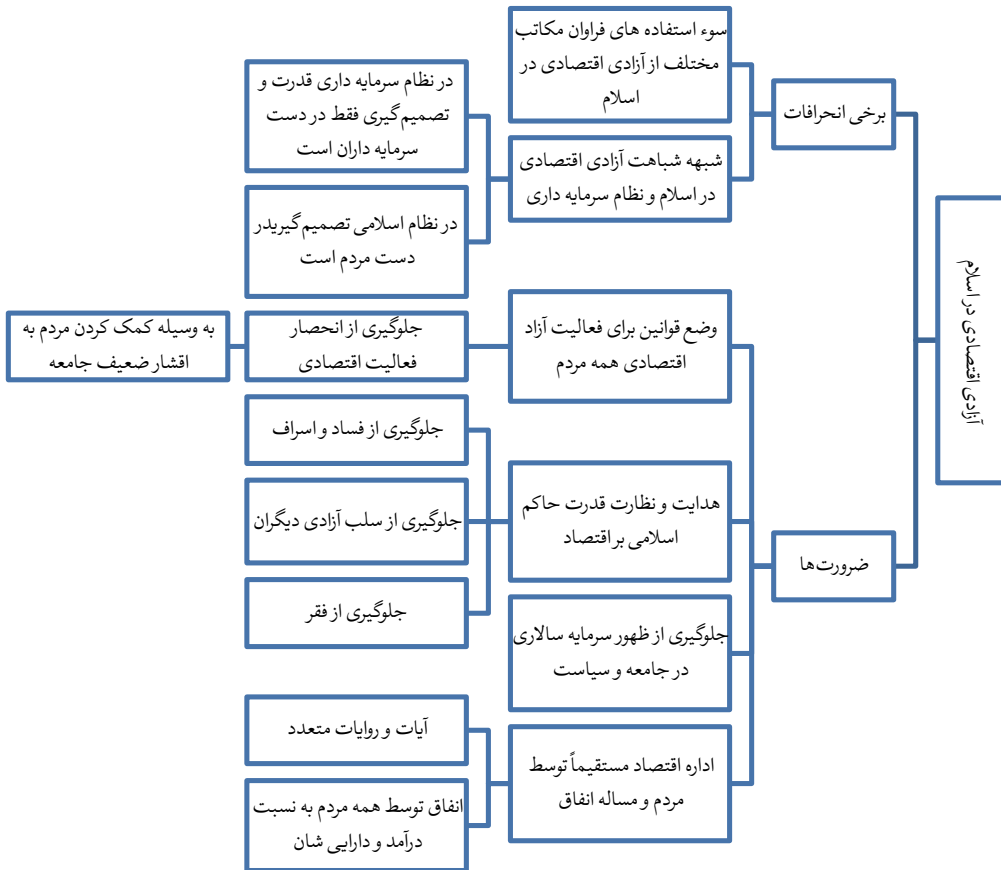 آزادی اقتصادی در اسلام
برخی انحرافات
سوء استفاده های فراوان مکاتب
مختلف از آزادی اقتصادی در
اسلام
شبهه شباهت آزادی اقتصادی
در اسلام و نظام سرمایه داری
در نظام سرمایه داری قدرت و
تصمیم‌گیری فقط در دست
سرمایه داران است
در نظام اسلامی تصمیم‌گیریدر
دست مردم است
ضرورت‌ها
وضع قوانین برای فعالیت آزاد
اقتصادی همه مردم
جلوگیری از انحصار
فعالیت اقتصادی
به وسیله کمک کردن مردم به
اقشار ضعیف جامعه
هدایت و نظارت قدرت حاکم
اسلامی بر اقتصاد
جلوگیری از فساد و اسراف
جلوگیری از سلب آزادی دیگران
جلوگیری از فقر
جلوگیری از ظهور سرمایه سالاری
در جامعه و سیاست
اداره اقتصاد مستقیماً توسط
مردم و مساله انفاق
آیات و روایات متعدد
انفاق توسط همه مردم به نسبت
درآمد و دارایی شان